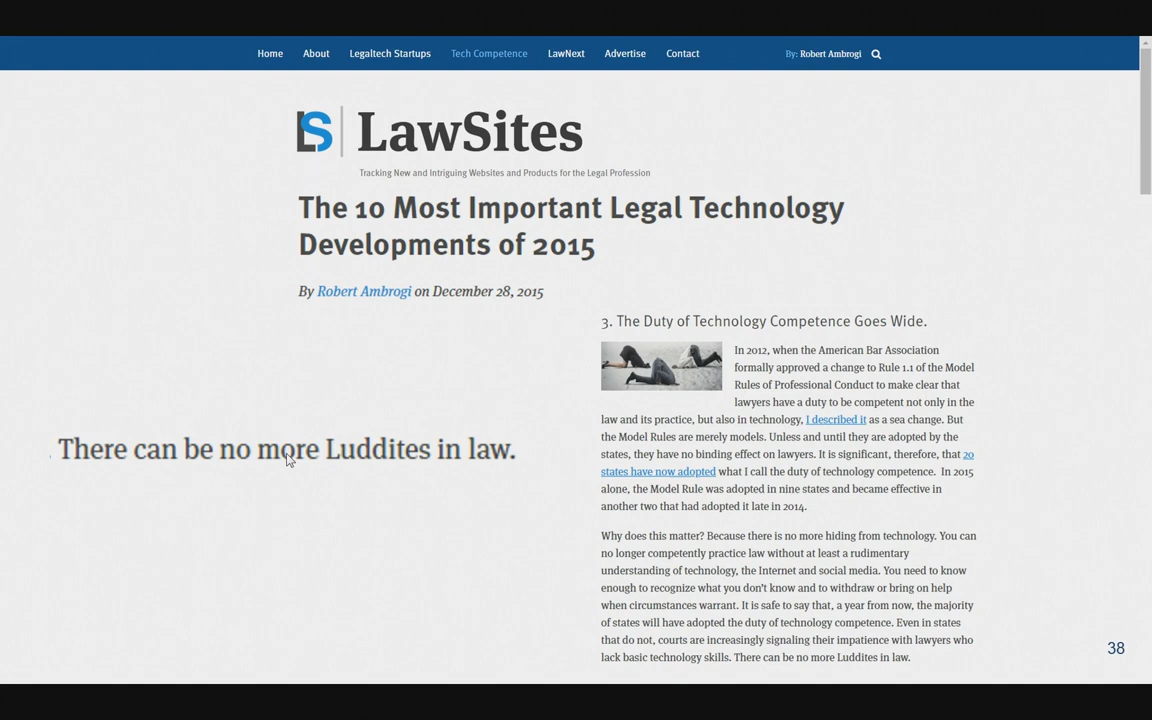 Home About Legaltech Startups Tech Competence LawNext Advertise Contact By: Robert Ambrogi
LS LawSites
Tracking New and Intriguing Websites and Products for the Legal Profession
The 10 Most Important Legal Technology
Developments of 2015
By Robert Ambrogi on December 28, 2015
There can be no more Luddites in law.
3. The Duty of Technology Competence Goes Wide.
In 2012, when the American Bar Association
formally approved a change to Rule 1.1 of the Model
Rules of Professional Conduct to make clear that
lawyers have a duty to be competent not only in the
law and its practice, but also in technology, I described it as a sea change. But
the Model Rules are merely models. Unless and until they are adopted by the
states, they have no binding effect on lawyers. It is significant, therefore, that 20
states have now adopted what I call the duty of technology competence. In 2015
alone, the Model Rule was adopted in nine states and became effective in
another two that had adopted it late in 2014.
Why does this matter? Because there is no more hiding from technology. You can
no longer competently practice law without at least a rudimentary
understanding of technology, the Internet and social media. You need to know
enough to recognize what you don't know and to withdraw or bring on help
when circumstances warrant. It is safe to say that, a year from now, the majority
of states will have adopted the duty of technology competence. Even in states
that do not, courts are increasingly signaling their impatience with lawyers who
lack basic technology skills. There can be no more Luddites in law.
38